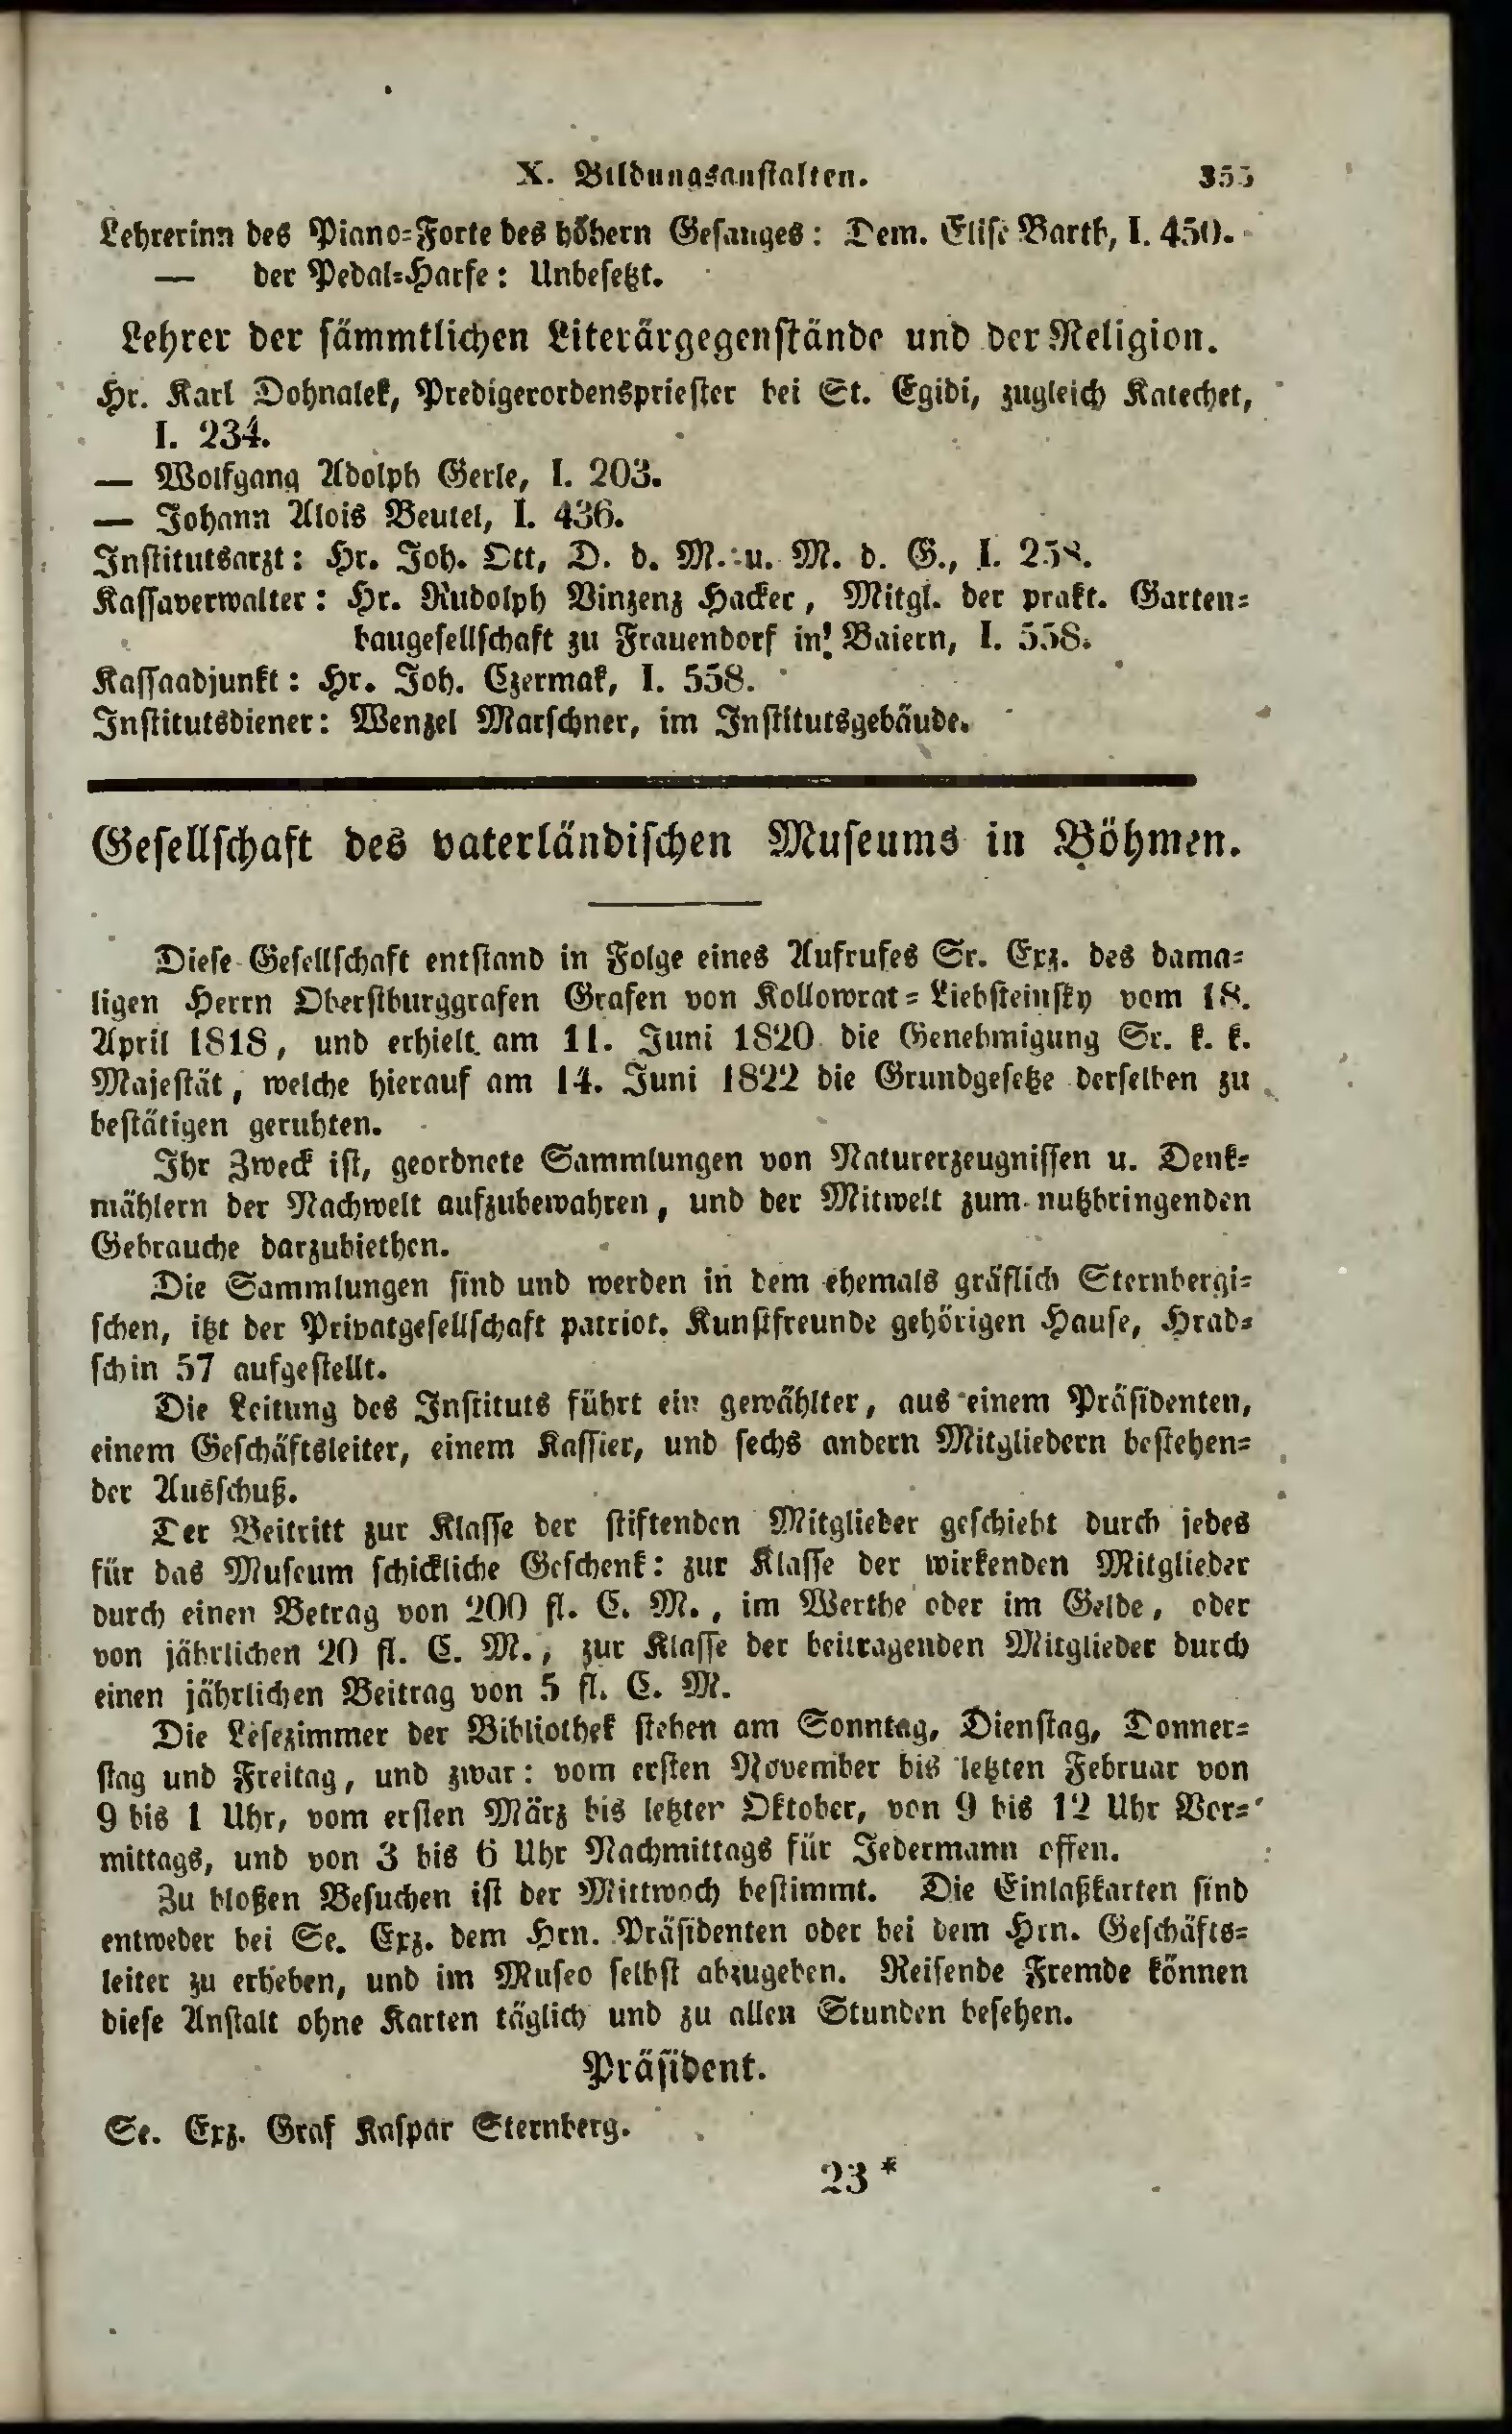 X. Bildungsanstalten. 355
Lehrerinn des Piano=Forte des höhern Gesanges: Dem. Elise Barth, I. 450.
— der Pedal=Harfe: Unbesetzt.
Lehrer der sämmtlichen Literärgegenstände und der Religion.
Hr. Karl Dohnalek, Predigerordenspriester bei St. Egidi, zugleich Katechet,
I. 234.
— Wolfgang Adolph Gerle, I. 203.
— Johann Alois Beutel, I. 436.
Institutsarzt: Hr. Joh. Ott, D. d. M. u. M. d. G., I. 258.
Kassaverwalter: Hr. Rudolph Vinzenz Hacker, Mitgl. der prakt. Garten=
baugesellschaft zu Frauendorf in Baiern, I. 558.
Kassaadjunkt: Hr. Joh. Czermak, I. 558.
Institutsdiener: Wenzel Marschner, im Institutsgebäude.
Gesellschaft des vaterländischen Museums in Böhmen.
Diese Gesellschaft entstand in Folge eines Aufrufes Sr. Exz. des dama=
ligen Herrn Oberstburggrafen Grafen von Kollowrat=Liebsteinsky vom 18.
April 1818, und erhielt am 11. Juni 1820 die Genehmigung Sr. k. k.
Majestät, welche hierauf am 14. Juni 1822 die Grundgesetze derselben zu
bestätigen geruhten.
Ihr Zweck ist, geordnete Sammlungen von Naturerzeugnissen u. Denk=
mählern der Nachwelt aufzubewahren, und der Mitwelt zum nutzbringenden
Gebrauche darzubiethen.
Die Sammlungen sind und werden in dem ehemals gräflich Sternbergi=
schen, itzt der Privatgesellschaft patriot. Kunstfreunde gehörigen Hause, Hrad=
schin 57 aufgestellt.
Die Leitung des Instituts führt ein gewählter, aus einem Präsidenten,
einem Geschäftsleiter, einem Kassier, und sechs andern Mitgliedern bestehen=
der Ausschuß.
Der Beitritt zur Klasse der stiftenden Mitglieder geschieht durch jedes
für das Museum schickliche Geschenk: zur Klasse der wirkenden Mitglieder
durch einen Betrag von 200 fl. C. M., im Werthe oder im Gelde, oder
von jährlichen 20 fl. C. M., zur Klasse der beitragenden Mitglieder durch
einen jährlichen Beitrag von 5 fl. C. M.
Die Lesezimmer der Bibliothek stehen am Sonntag, Dienstag, Donner=
stag und Freitag, und zwar: vom ersten November bis letzten Februar von
9 bis 1 Uhr, vom ersten März bis letzter Oktober, von 9 bis 12 Uhr Vor=
mittags, und von 3 bis 6 Uhr Nachmittags für Jedermann offen.
Zu bloßen Besuchen ist der Mittwoch bestimmt. Die Einlaßkarten sind
entweder bei Se. Exz. dem Hrn. Präsidenten oder bei dem Hrn. Geschäfts=
leiter zu erheben, und im Museo selbst abzugeben. Reisende Fremde können
diese Anstalt ohne Karten täglich und zu allen Stunden besehen.
Präsident.
Se. Exz. Graf Kaspar Sternberg.
23 *